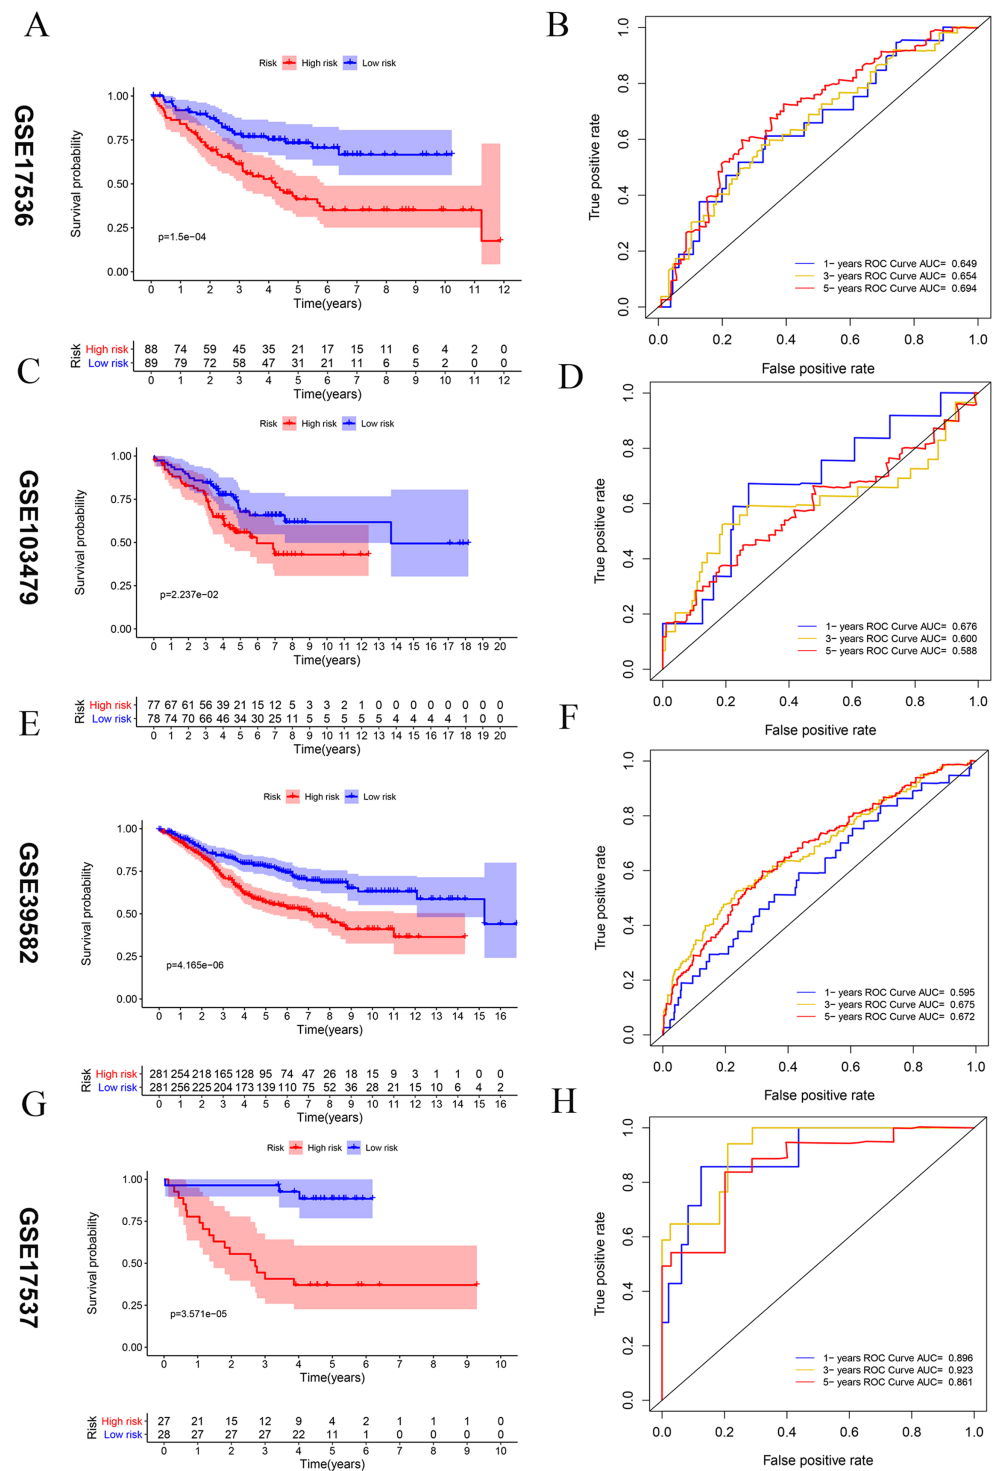 A
GSE17536
Risk High risk Low risk
Survival probability
1.00
0.75
0.50
0.25
0.00
p=1.5e−04
0 1 2 3 4 5 6 7 8 9 10 11 12
Time(years)
Risk
High risk 88 74 59 45 35 21 17 15 11 6 4 2 0
Low risk 89 79 72 58 47 31 21 11 6 5 2 0 0
0 1 2 3 4 5 6 7 8 9 10 11 12
Time(years)
B
True positive rate
1.0
0.8
0.6
0.4
0.2
0.0
1− years ROC Curve AUC= 0.649
3− years ROC Curve AUC= 0.654
5− years ROC Curve AUC= 0.694
0.0 0.2 0.4 0.6 0.8 1.0
False positive rate
C
GSE103479
Risk High risk Low risk
Survival probability
1.00
0.75
0.50
0.25
0.00
p=2.237e−02
0 1 2 3 4 5 6 7 8 9 10 11 12 13 14 15 16 17 18 19 20
Time(years)
Risk
High risk 77 67 61 56 39 21 15 12 5 3 3 2 1 0 0 0 0 0 0 0 0
Low risk 78 74 70 66 46 34 30 25 11 5 5 5 5 5 4 4 4 4 1 0 0
0 1 2 3 4 5 6 7 8 9 10 11 12 13 14 15 16 17 18 19 20
Time(years)
D
True positive rate
1.0
0.8
0.6
0.4
0.2
0.0
1− years ROC Curve AUC= 0.676
3− years ROC Curve AUC= 0.600
5− years ROC Curve AUC= 0.588
0.0 0.2 0.4 0.6 0.8 1.0
False positive rate
E
GSE39582
Risk High risk Low risk
Survival probability
1.00
0.75
0.50
0.25
0.00
p=4.165e−06
0 1 2 3 4 5 6 7 8 9 10 11 12 13 14 15 16
Time(years)
Risk
High risk 281 254 218 165 128 95 74 47 26 18 15 9 3 1 1 0 0
Low risk 281 256 225 204 173 139 110 75 52 36 28 21 15 10 6 4 2
0 1 2 3 4 5 6 7 8 9 10 11 12 13 14 15 16
Time(years)
F
True positive rate
1.0
0.8
0.6
0.4
0.2
0.0
1− years ROC Curve AUC= 0.595
3− years ROC Curve AUC= 0.675
5− years ROC Curve AUC= 0.672
0.0 0.2 0.4 0.6 0.8 1.0
False positive rate
G
GSE17537
Risk High risk Low risk
Survival probability
1.00
0.75
0.50
0.25
0.00
p=3.571e−05
0 1 2 3 4 5 6 7 8 9 10
Time(years)
Risk
High risk 27 21 15 12 9 4 2 1 1 1 0
Low risk 28 27 27 27 22 11 1 0 0 0 0
0 1 2 3 4 5 6 7 8 9 10
Time(years)
H
True positive rate
1.0
0.8
0.6
0.4
0.2
0.0
1− years ROC Curve AUC= 0.896
3− years ROC Curve AUC= 0.923
5− years ROC Curve AUC= 0.861
0.0 0.2 0.4 0.6 0.8 1.0
False positive rate